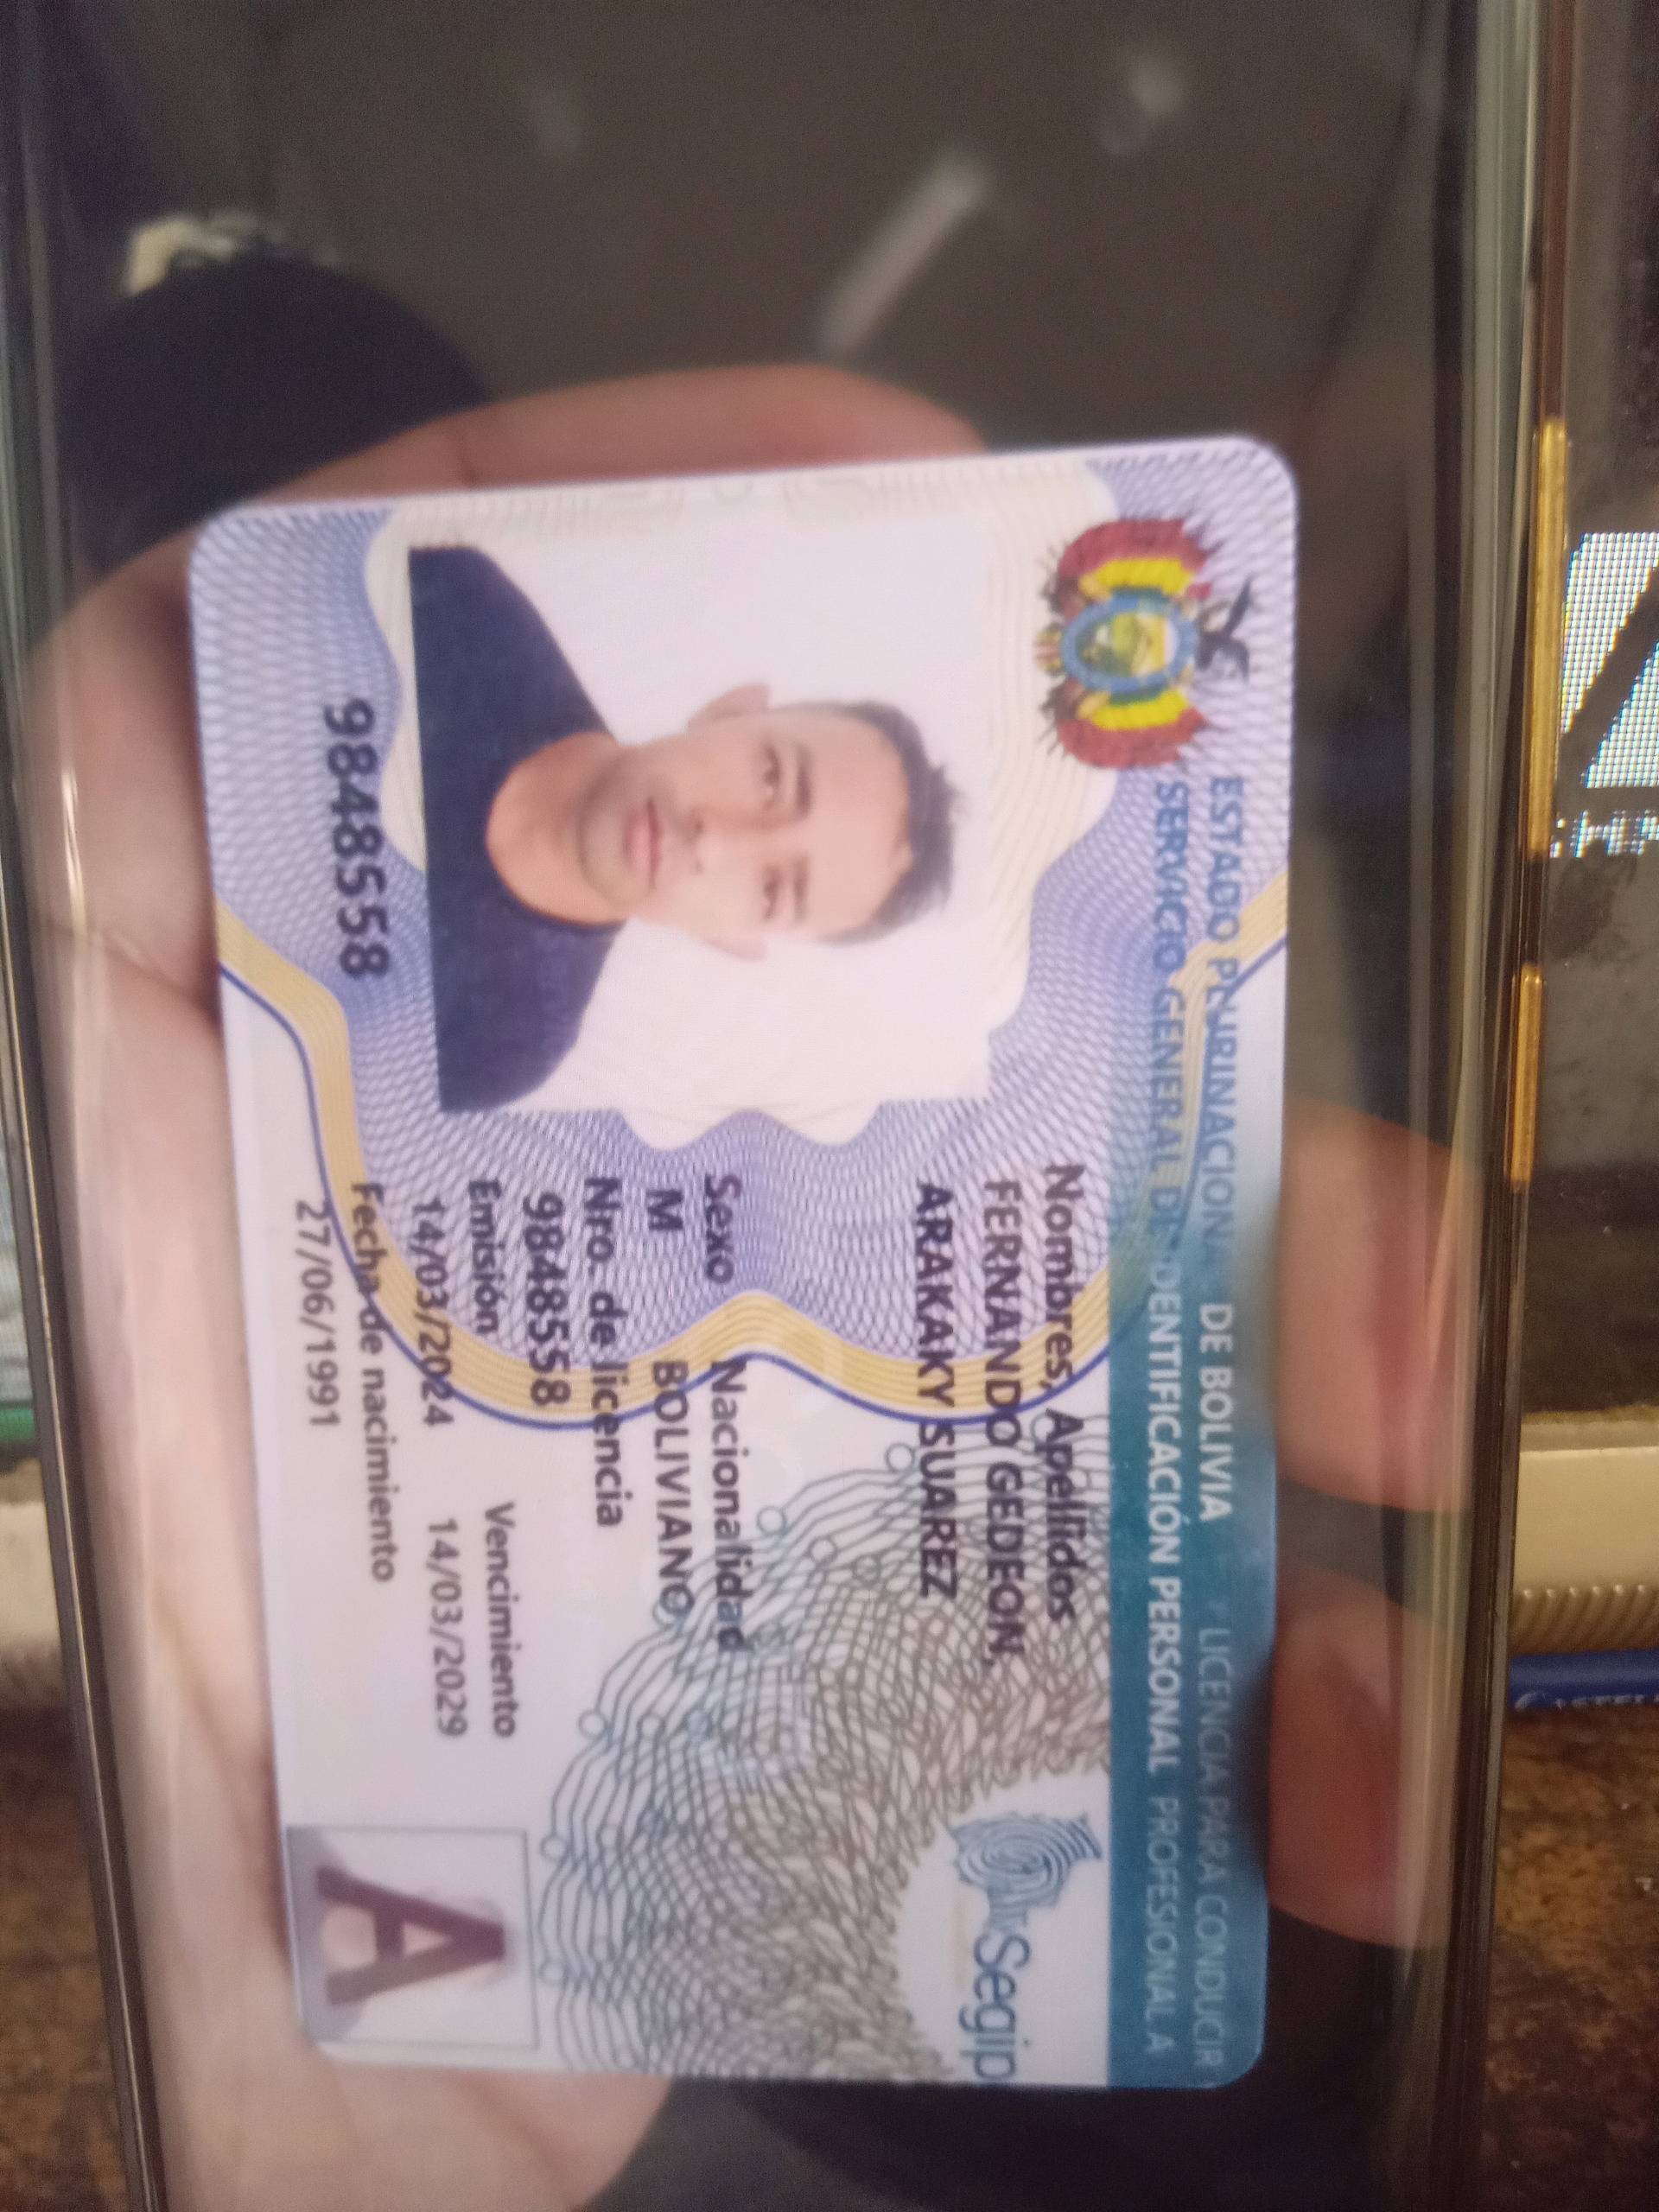 ESTADO PLURINACIONAL DE BOLIVIA LICENCIA PARA CONDUCIR
SERVICIO GENERAL DE IDENTIFICACIÓN PERSONAL PROFESIONAL A
Segip
Nombres, Apellidos
FERNANDO GEDEON,
ARAKAKY SUAREZ
Sexo Nacionalidad
M BOLIVIANO
Nro. de licencia
9848558
Emisión Vencimiento
14/03/2024 14/03/2029
Fecha de nacimiento
27/06/1991
9848558
A